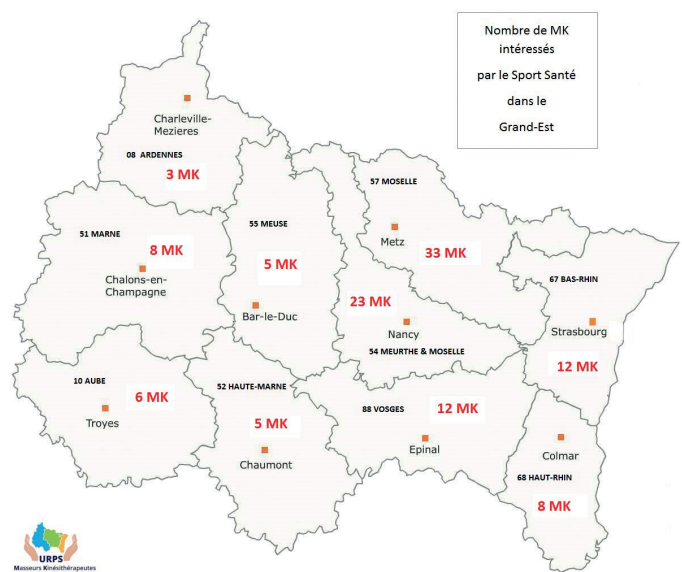 Nombre de MK
intéressés
par le Sport Santé
dans le
Grand-Est
Charleville-
Mezieres
08 ARDENNES
3 MK
57 MOSELLE
Metz
33 MK
55 MEUSE
5 MK
Bar-le-Duc
51 MARNE
8 MK
Chalons-en-
Champagne
67 BAS-RHIN
Strasbourg
12 MK
23 MK
Nancy
54 MEURTHE & MOSELLE
10 AUBE
6 MK
Troyes
52 HAUTE-MARNE
5 MK
Chaumont
88 VOSGES
12 MK
Epinal
Colmar
68 HAUT-RHIN
8 MK
URPS
Masseurs Kinésithérapeutes